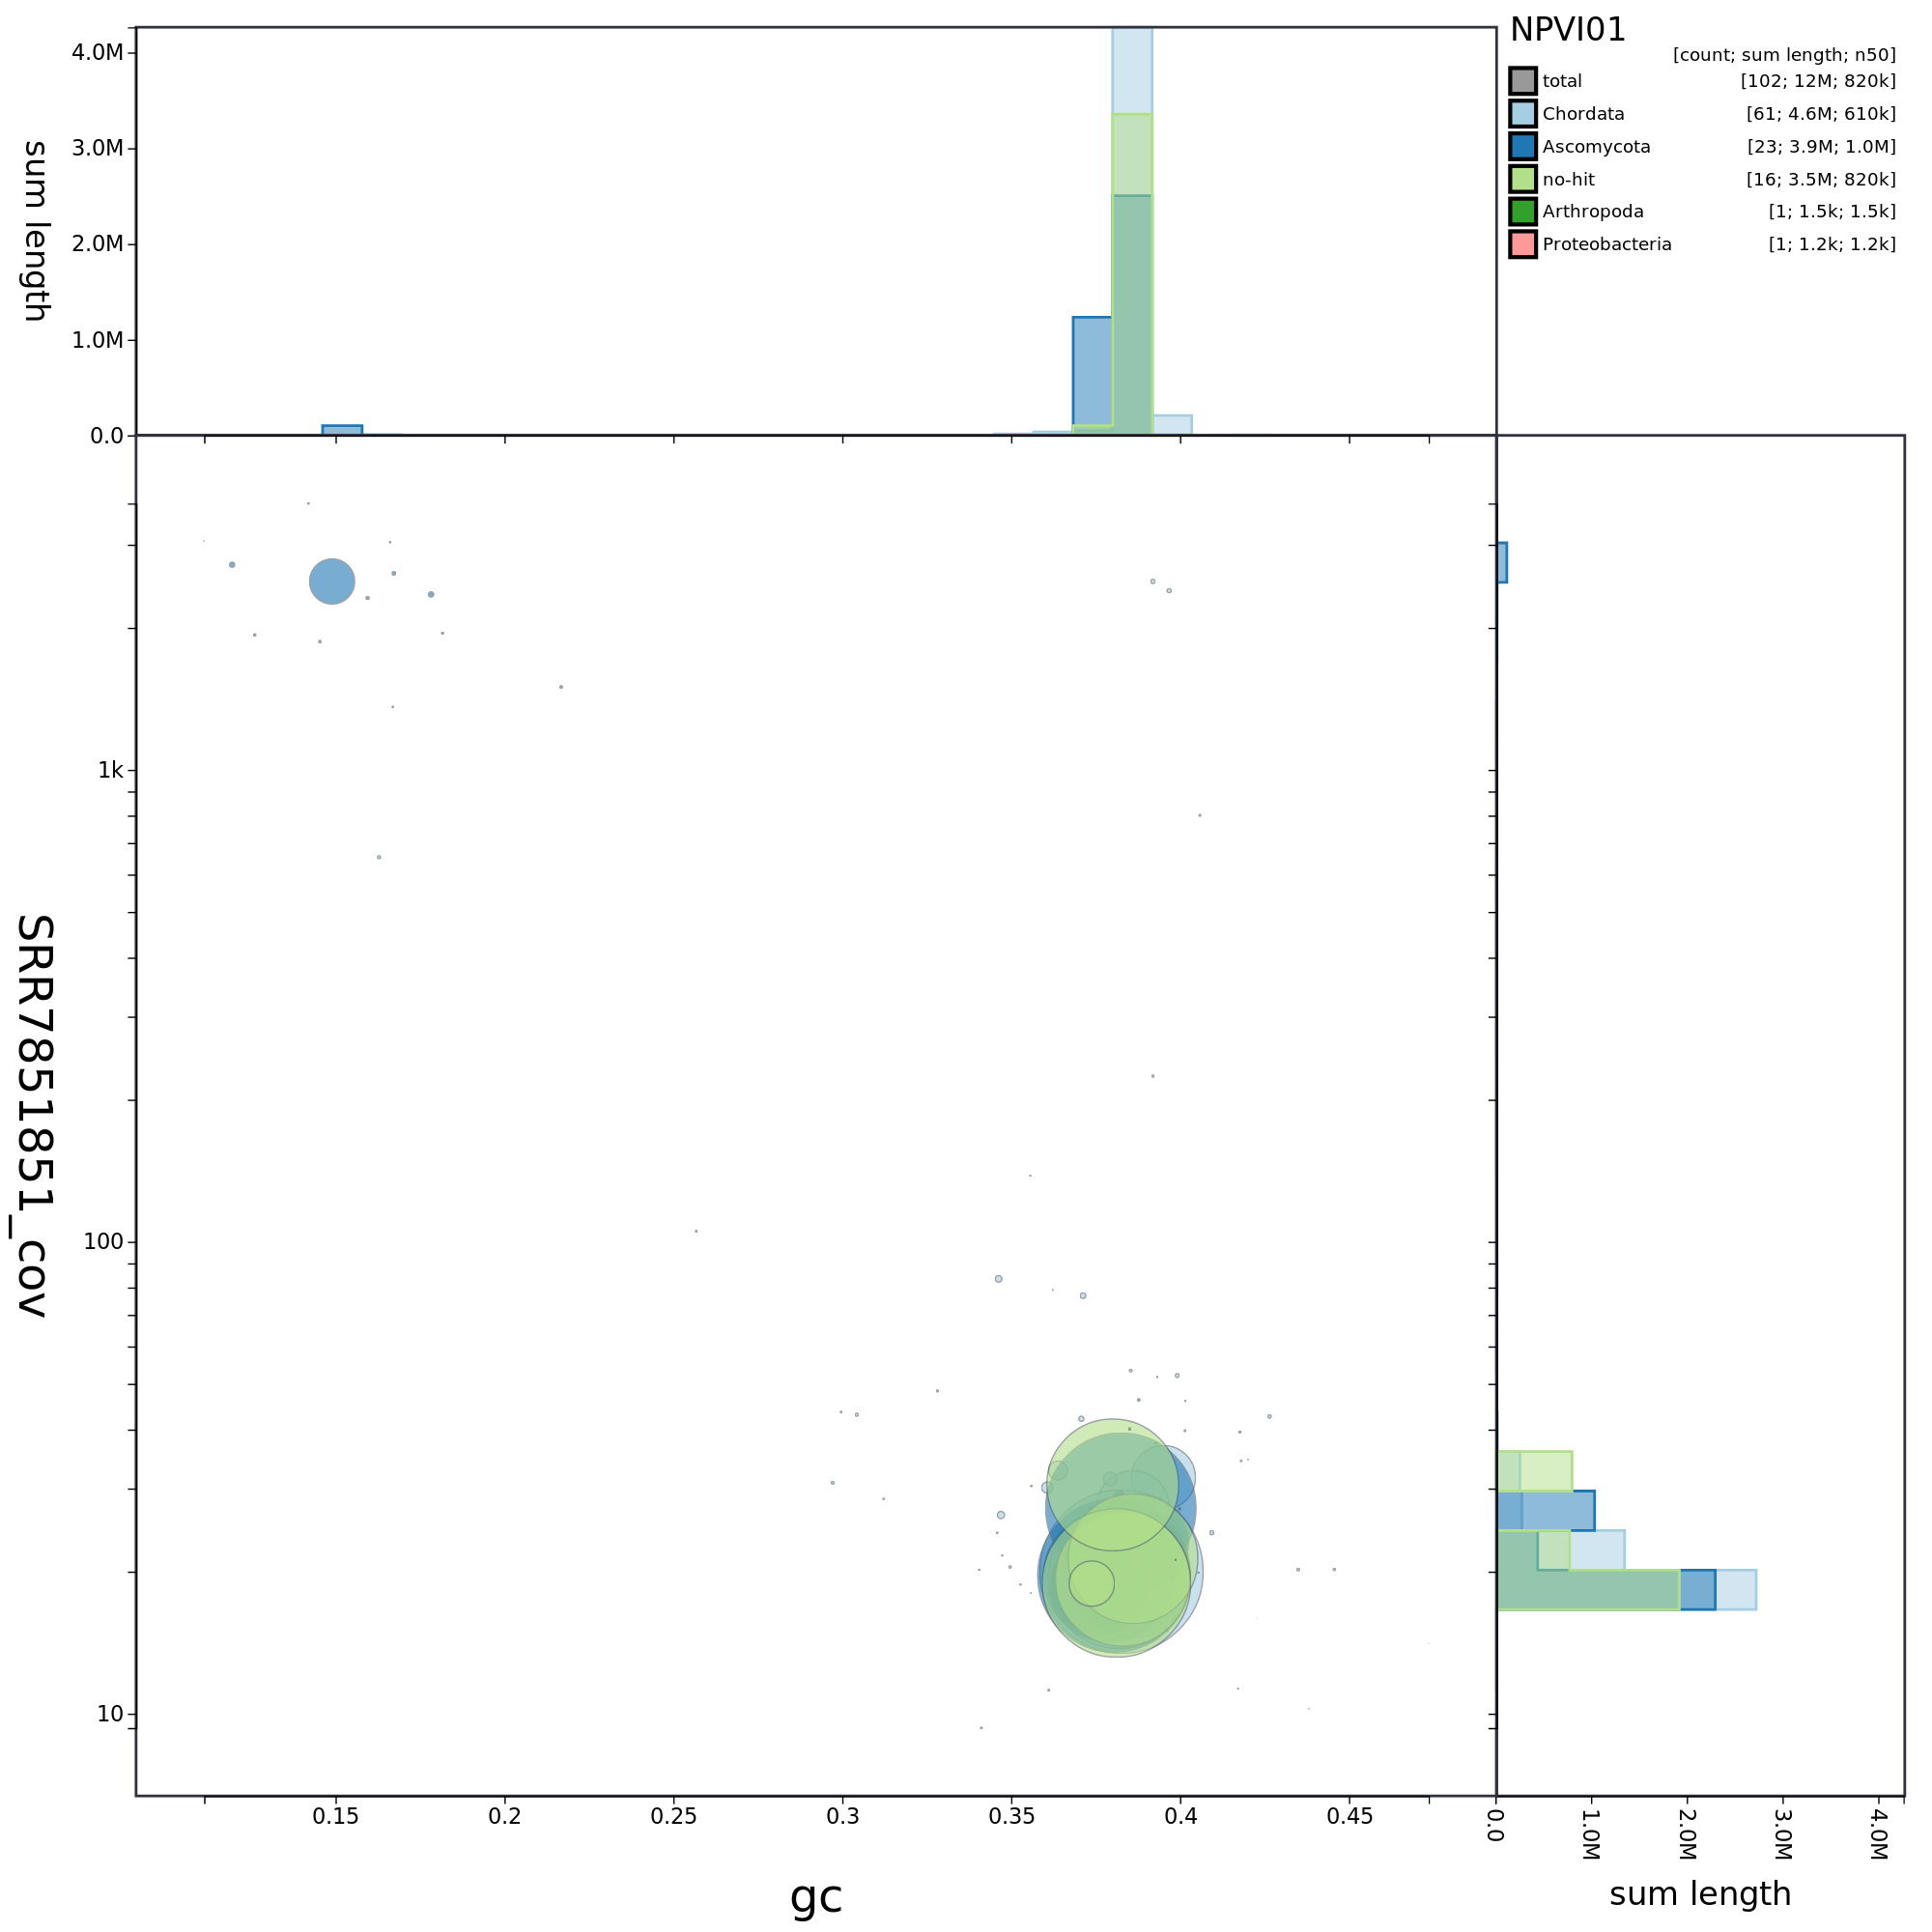 NPVI01
[count; sum length; n50]
total [102; 12M; 820k]
Chordata [61; 4.6M; 610k]
Ascomycota [23; 3.9M; 1.0M]
no-hit [16; 3.5M; 820k]
Arthropoda [1; 1.5k; 1.5k]
Proteobacteria [1; 1.2k; 1.2k]
sum length
4.0M
3.0M
2.0M
1.0M
0.0
SRR7851851_cov
1k
100
10
0.15 0.2 0.25 0.3 0.35 0.4 0.45
gc
0.0 1.0M 2.0M 3.0M 4.0M
sum length